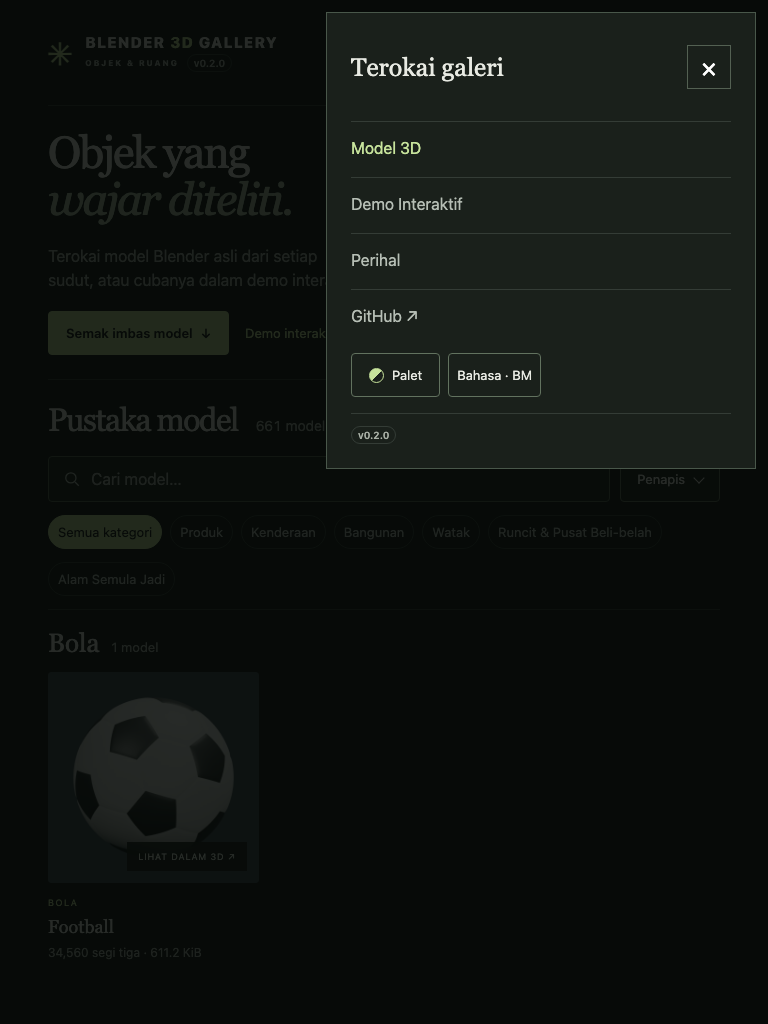 BLENDER 3D GALLERY
OBJEK & RUANG v0.2.0
Objek yang
wajar diteliti.
Terokai model Blender asli dari setiap
sudut, atau cubanya dalam demo inter
Semak imbas model ↓ Demo interak
Pustaka model 661 model
Cari model...
Penapis
Semua kategori Produk Kenderaan Bangunan Watak Runcit & Pusat Beli-belah
Alam Semula Jadi
Bola 1 model
LIHAT DALAM 3D ↗
BOLA
Football
34,560 segi tiga · 611.2 KiB
Terokai galeri ×
Model 3D
Demo Interaktif
Perihal
GitHub ↗
Palet Bahasa · BM
v0.2.0